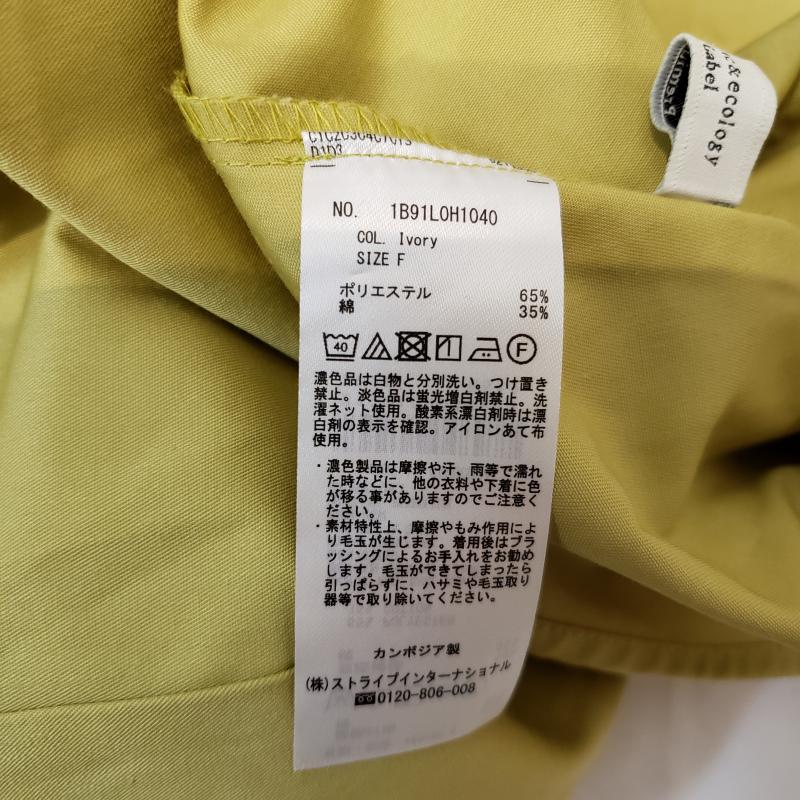 & ecology
Label
NO. 1B91L0H1040
COL. Ivory
SIZE F
ポリエステル 65%
綿 35%
40
F
濃色品は白物と分別洗い。つけ置き
禁止。淡色品は蛍光増白剤禁止。洗
濯ネット使用。酸素系漂白剤時は漂
白剤の表示を確認。アイロンあて布
使用。
・濃色製品は摩擦や汗、雨等で濡れ
た時などに、他の衣料や下着に色
が移る事がありますのでご注意く
ださい。
・素材特性上、摩擦やもみ作用によ
り毛玉が生じます。着用後はブラ
ッシングによるお手入れをお勧め
します。毛玉ができてしまったら
引っぱらずに、ハサミや毛玉取り
器等で取り除いてください。
カンボジア製
(株)ストライプインターナショナル
0120-806-008